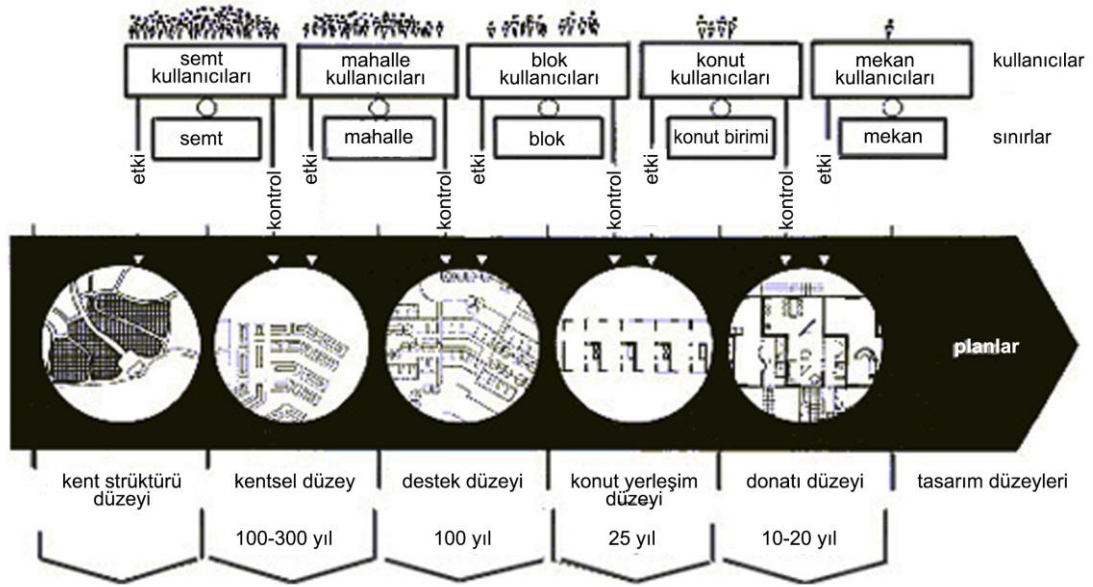 semt
kullanıcıları
mahalle
kullanıcıları
blok
kullanıcıları
konut
kullanıcıları
mekan
kullanıcıları
kullanıcılar
semt
mahalle
blok
konut birimi
mekan
sınırlar
etki
kontrol
etki
kontrol
etki
kontrol
etki
kontrol
etki
planlar
kent strüktürü
düzeyi
kentsel düzey
destek düzeyi
konut yerleşim
düzeyi
donatı düzeyi
tasarım düzeyleri
100-300 yıl
100 yıl
25 yıl
10-20 yıl